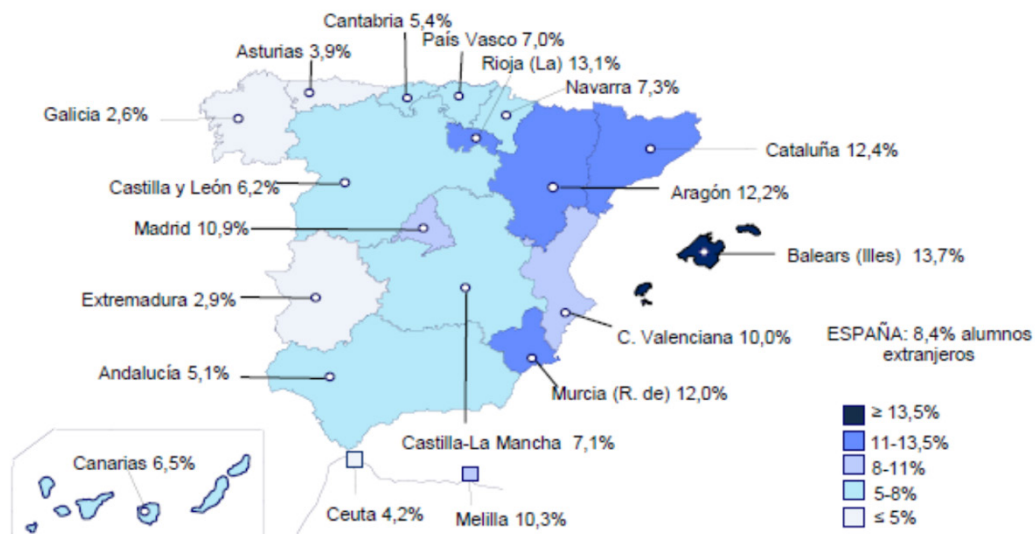 Cantabria 5,4%
País Vasco 7,0%
Asturias 3,9%
Rioja (La) 13,1%
Navarra 7,3%
Galicia 2,6%
Cataluña 12,4%
Castilla y León 6,2%
Aragón 12,2%
Madrid 10,9%
Balears (Illes) 13,7%
Extremadura 2,9%
C. Valenciana 10,0%
ESPAÑA: 8,4% alumnos
extranjeros
Andalucía 5,1%
Murcia (R. de) 12,0%
≥ 13,5%
11-13,5%
8-11%
5-8%
≤ 5%
Castilla-La Mancha 7,1%
Canarias 6,5%
Ceuta 4,2%
Melilla 10,3%